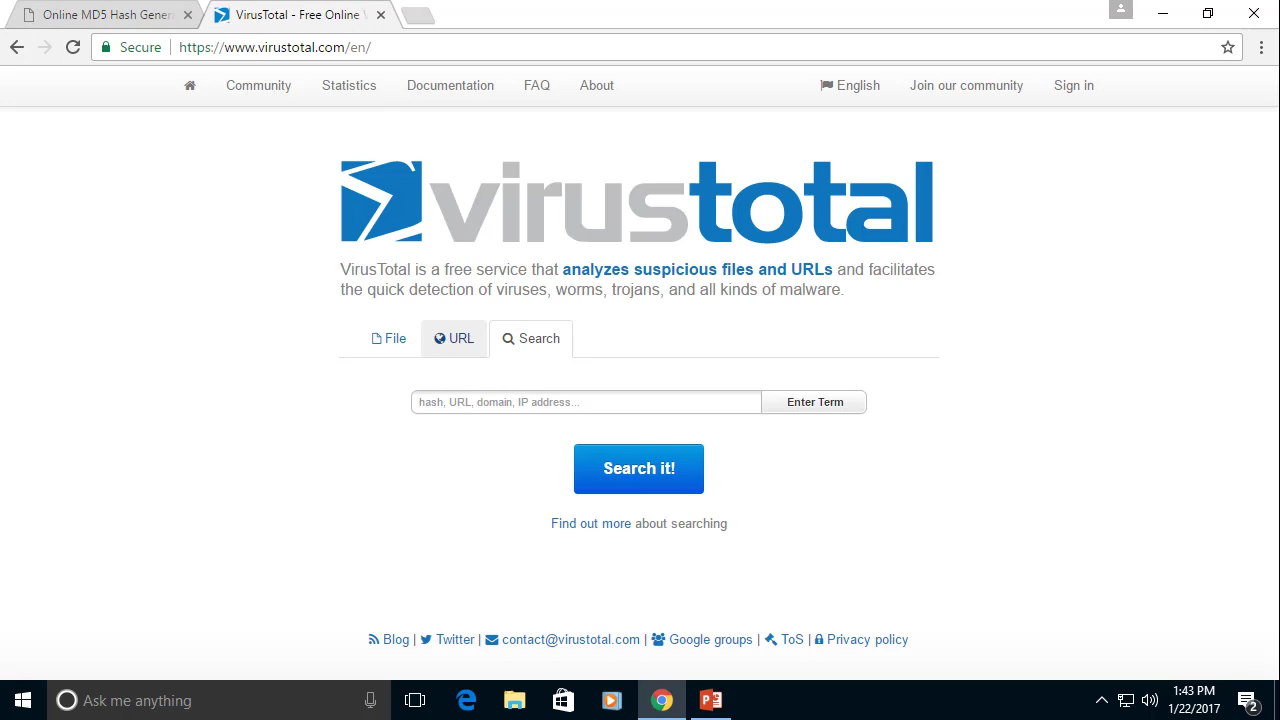 Online MD5 Hash Gener
VirusTotal - Free Online
Secure https://www.virustotal.com/en/
Community Statistics Documentation FAQ About English Join our community Sign in
virustotal
VirusTotal is a free service that analyzes suspicious files and URLs and facilitates
the quick detection of viruses, worms, trojans, and all kinds of malware.
File URL Search
hash, URL, domain, IP address... Enter Term
Search it!
Find out more about searching
Blog | Twitter | contact@virustotal.com | Google groups | ToS | Privacy policy
Ask me anything
1:43 PM
1/22/2017
2